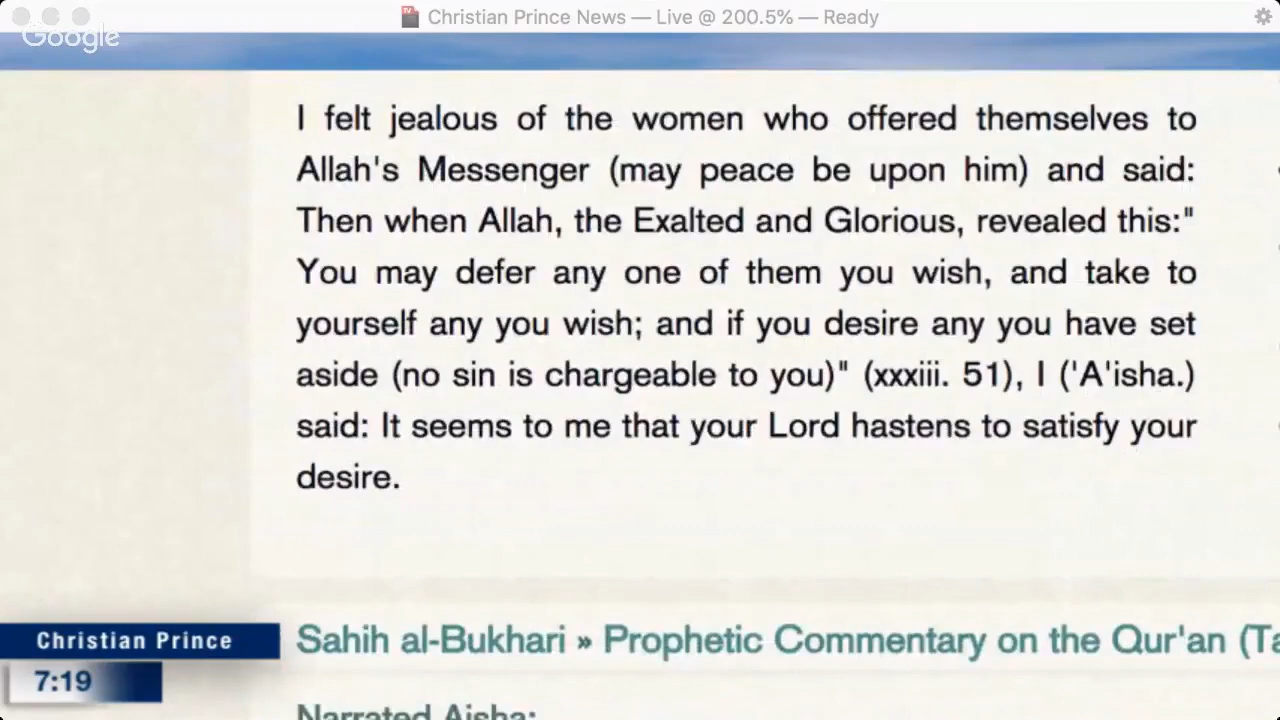 Christian Prince News — Live @ 200.5% — Ready
Google
I felt jealous of the women who offered themselves to
Allah's Messenger (may peace be upon him) and said:
Then when Allah, the Exalted and Glorious, revealed this:"
You may defer any one of them you wish, and take to
yourself any you wish; and if you desire any you have set
aside (no sin is chargeable to you)" (xxxiii. 51), I ('A'isha.)
said: It seems to me that your Lord hastens to satisfy your
desire.
Christian Prince
Sahih al-Bukhari » Prophetic Commentary on the Qur'an (Ta
7:19
Narrated Aisha: